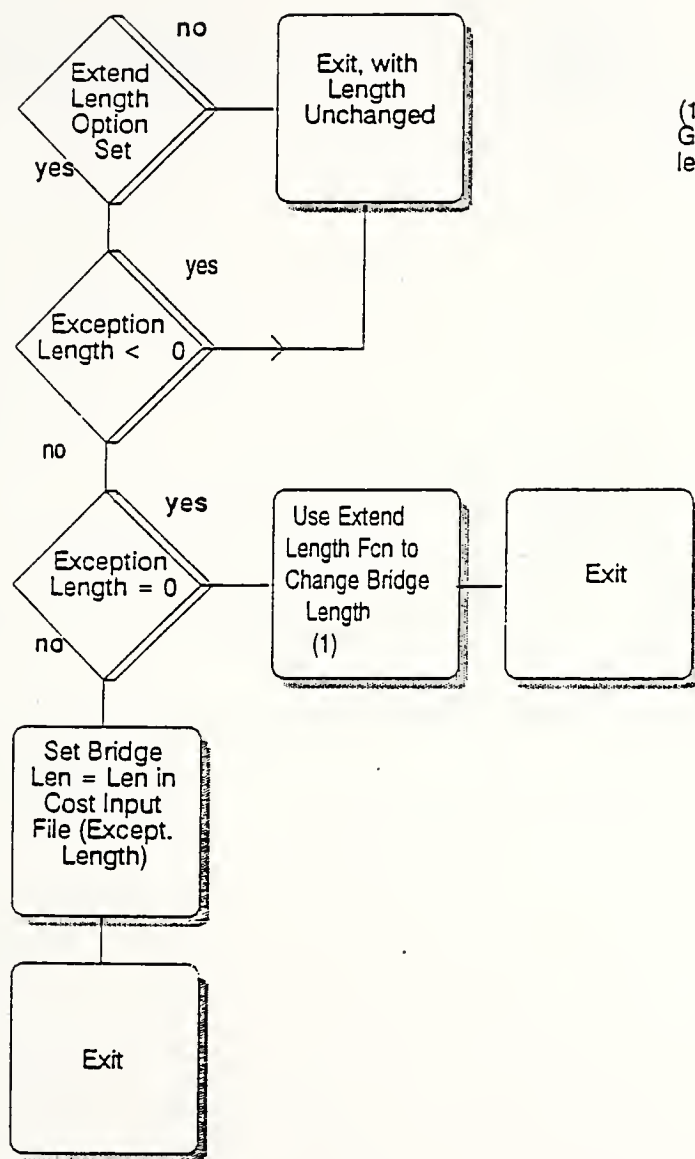 no
Extend
Length
Option
Set
yes
Exit, with
Length
Unchanged
(1
G
le
yes
Exception
Length < 0
no
yes
Exception
Length = 0
no
Use Extend
Length Fcn to
Change Bridge
Length
(1)
Exit
Set Bridge
Len = Len in
Cost Input
File (Except.
Length)
Exit